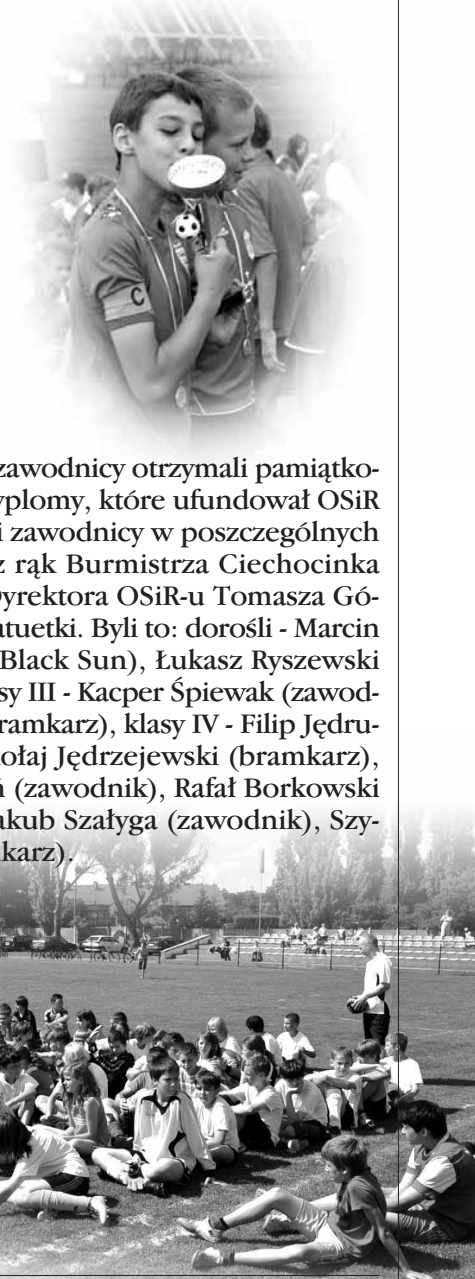 C
zawodnicy otrzymali pamiątko-
yplomy, które ufundował OSiR
i zawodnicy w poszczególnych
z rąk Burmistrza Ciechocinka
Dyrektora OSiR-u Tomasza Gó-
atuetki. Byli to: dorośli - Marcin
Black Sun), Łukasz Ryszewski
sy III - Kacper Śpiewak (zawod-
ramkarz), klasy IV - Filip Jędru-
ołaj Jędrzejewski (bramkarz),
ń (zawodnik), Rafał Borkowski
akub Szałyga (zawodnik), Szy-
karz).